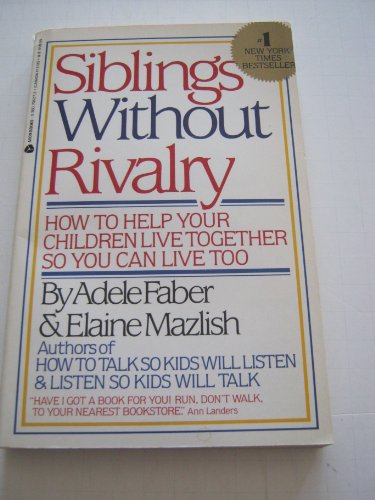 #1
NEW YORK
TIMES
BESTSELLER
Siblings
Without
Rivalry
HOW TO HELP YOUR
CHILDREN LIVE TOGETHER
SO YOU CAN LIVE TOO
By Adele Faber
& Elaine Mazlish
Authors of
HOW TO TALK SO KIDS WILL LISTEN
& LISTEN SO KIDS WILL TALK
"HAVE I GOT A BOOK FOR YOU! RUN, DON'T WALK,
TO YOUR NEAREST BOOKSTORE." Ann Landers